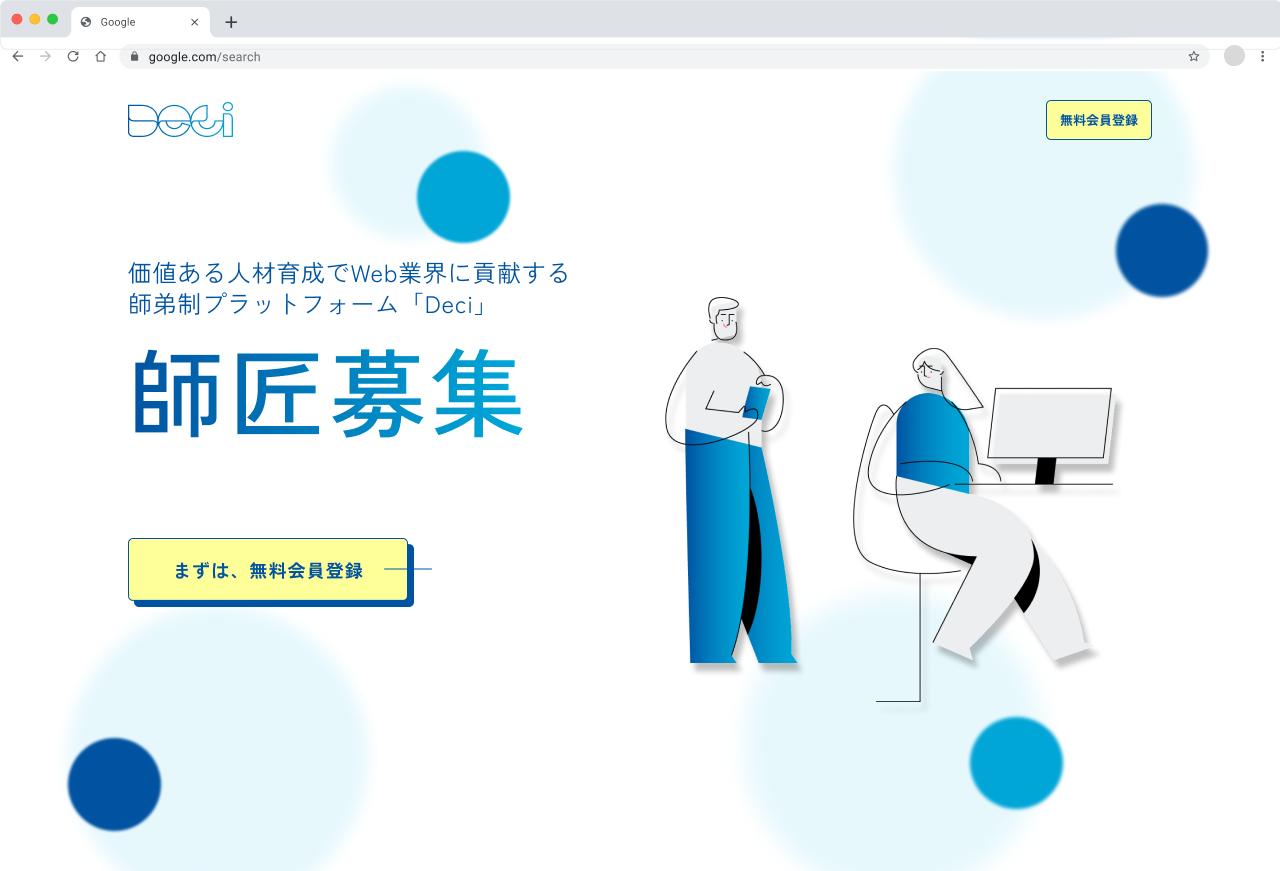 Google
google.com/search
Deci
無料会員登録
価値ある人材育成でWeb業界に貢献する
師弟制プラットフォーム「Deci」
師匠募集
まずは、無料会員登録